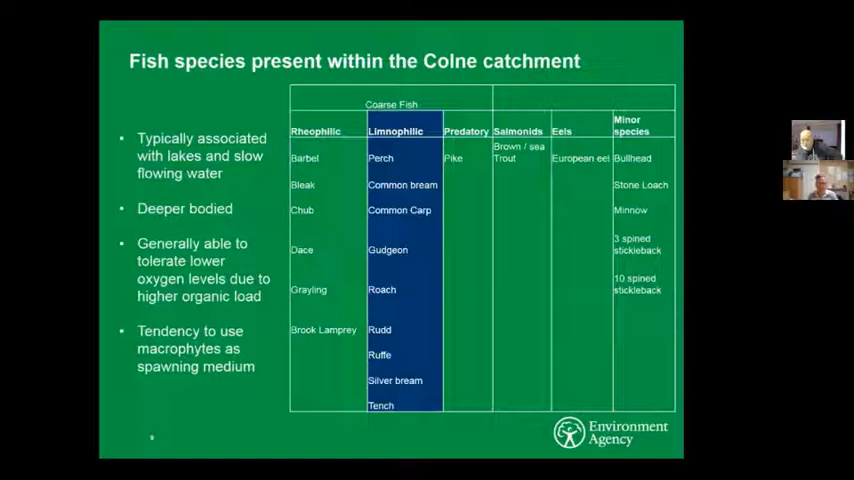 Fish species present within the Colne catchment
• Typically associated
with lakes and slow
flowing water
• Deeper bodied
• Generally able to
tolerate lower
oxygen levels due to
higher organic load
• Tendency to use
macrophytes as
spawning medium
Coarse Fish
Rheophilic Limnophilic Predatory Salmonids Eels Minor species
Barbel Perch Pike Brown / sea Trout European eel Bullhead
Bleak Common bream Stone Loach
Chub Common Carp Minnow
Dace Gudgeon 3 spined stickleback
Grayling Roach 10 spined stickleback
Brook Lamprey Rudd
Ruffe
Silver bream
Tench
9
Environment
Agency